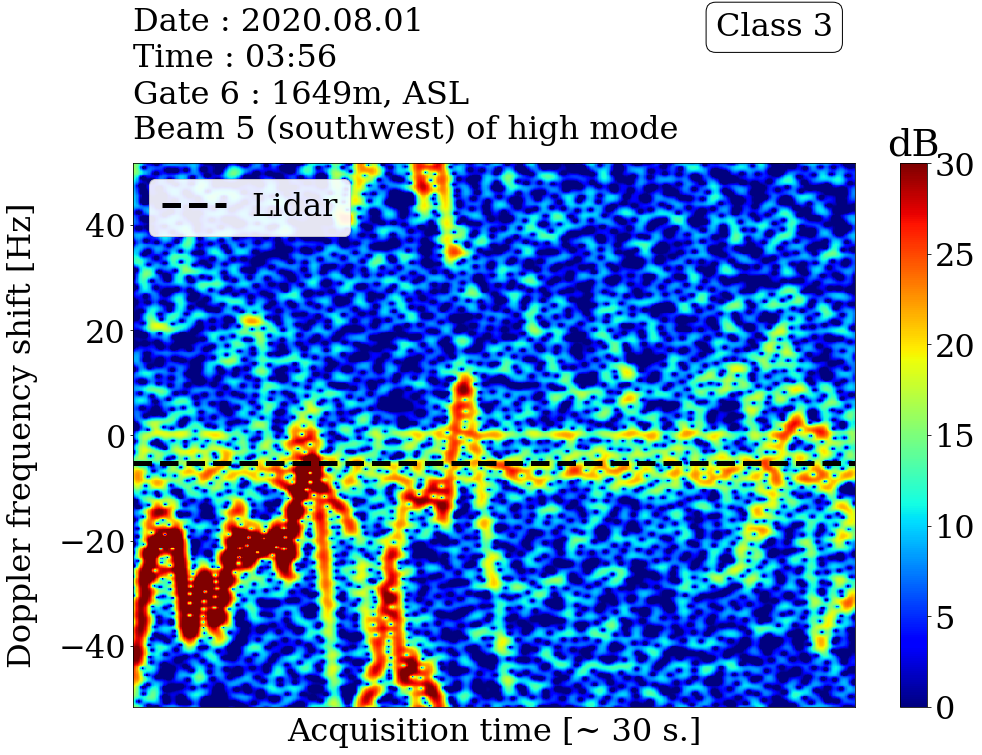 Date : 2020.08.01
Time : 03:56
Gate 6 : 1649m, ASL
Beam 5 (southwest) of high mode
Class 3
dB
Lidar
Doppler frequency shift [Hz]
40
20
0
−20
−40
30
25
20
15
10
5
0
Acquisition time [~ 30 s.]